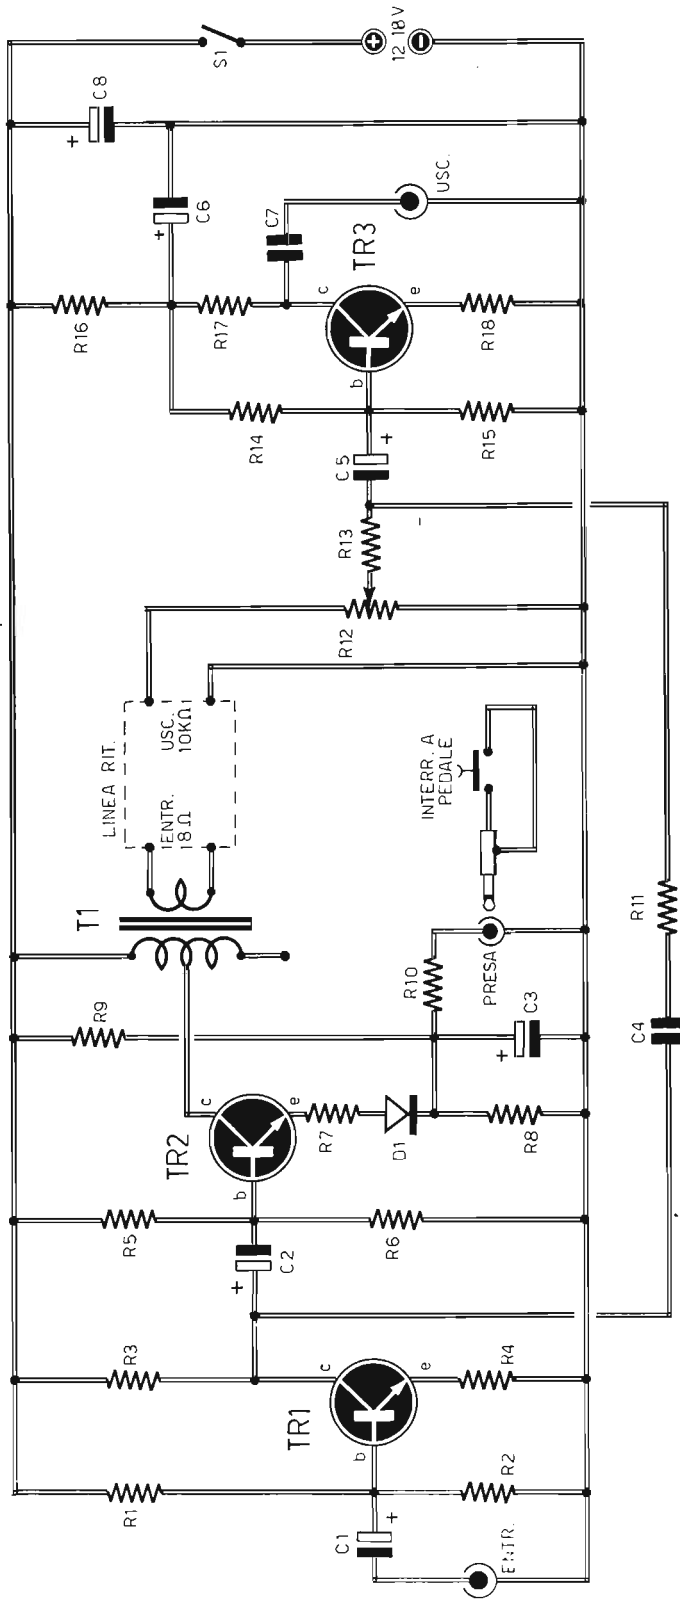 S1
+
-
12 18V
C8
+
C6
+
C7
USC.
TR3
c
e
b
R16
R17
R18
R14
R15
C5
+
R13
R12
LINEA RIT.
ENTR.
18Ω
USC.
10KΩ
INTERR. A
PEDALE
T1
R9
R10
PRESA
C3
+
R11
C4
TR2
c
e
b
R7
D1
R8
R5
R6
C2
+
R3
TR1
c
e
b
R4
R1
R2
C1
+
ENTR.